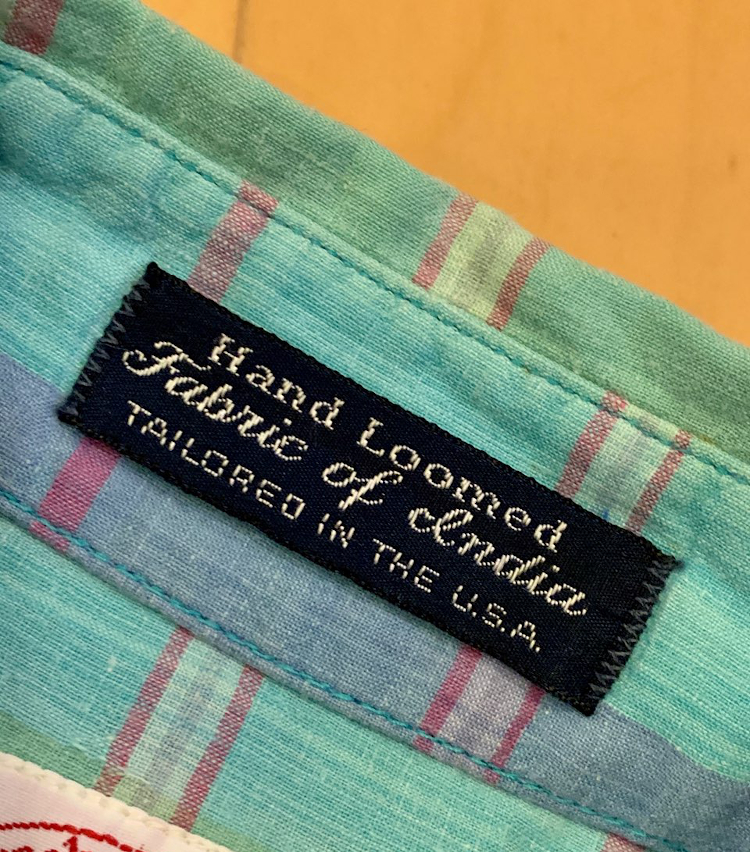 Hand Loomed
Fabric of India
TAILORED IN THE U.S.A.